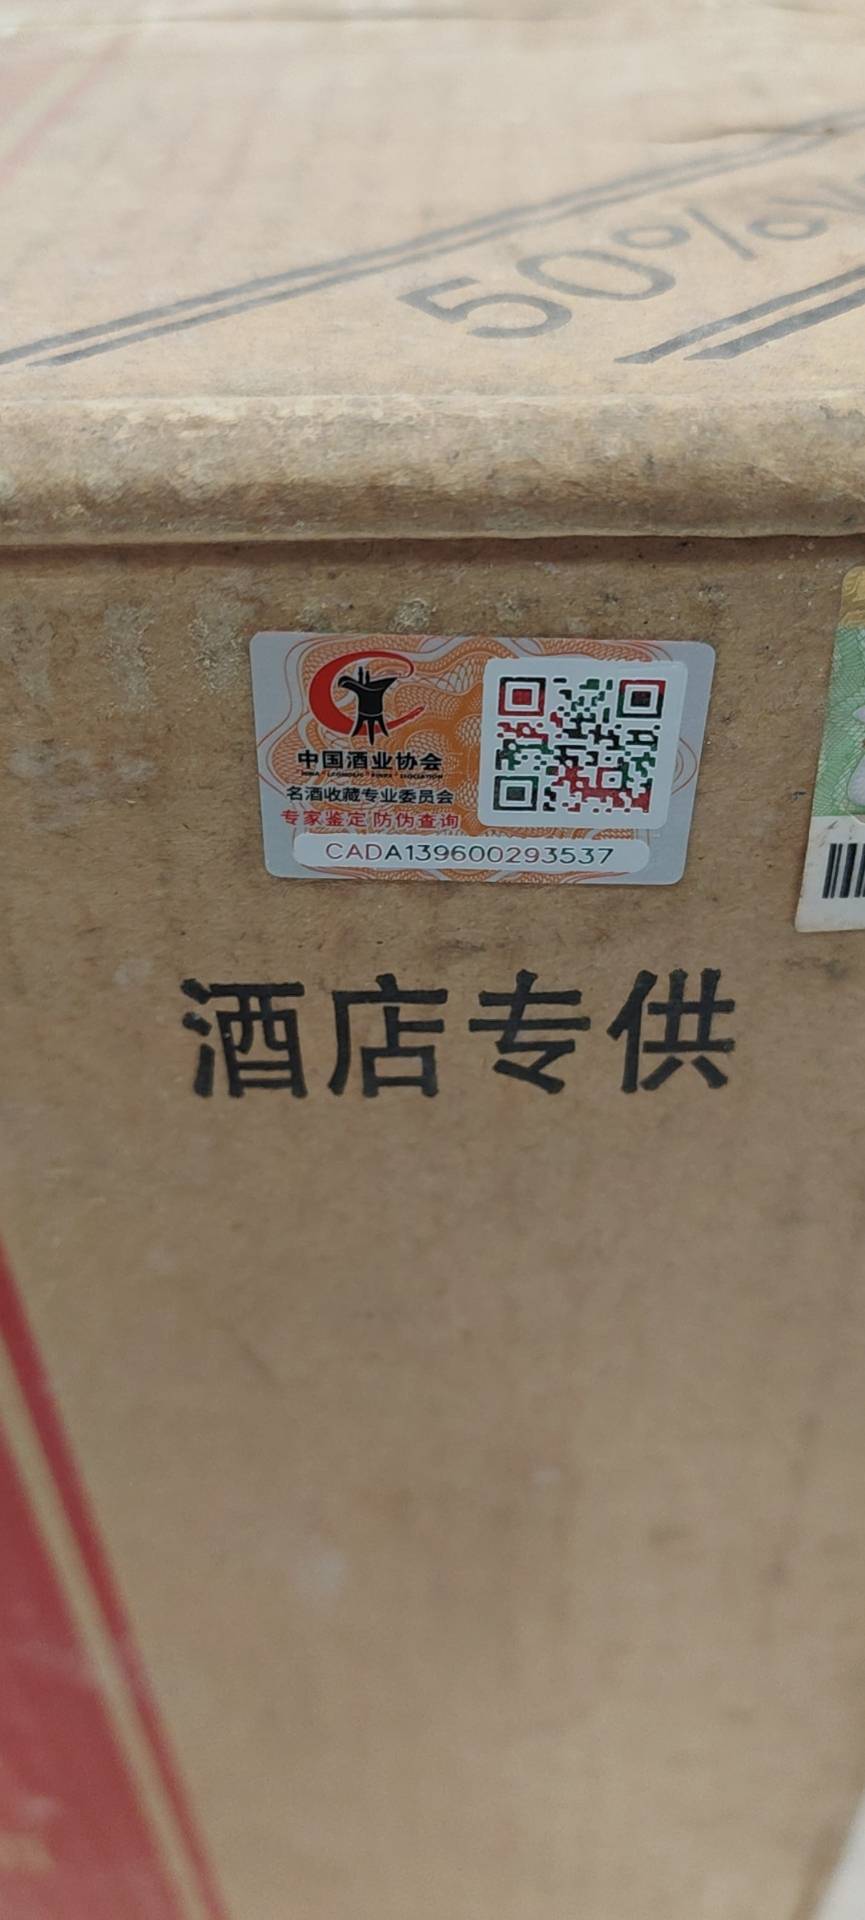 50%v
中国酒业协会
名酒收藏专业委员会
专家鉴定 防伪查询
CADA139600293537
酒店专供